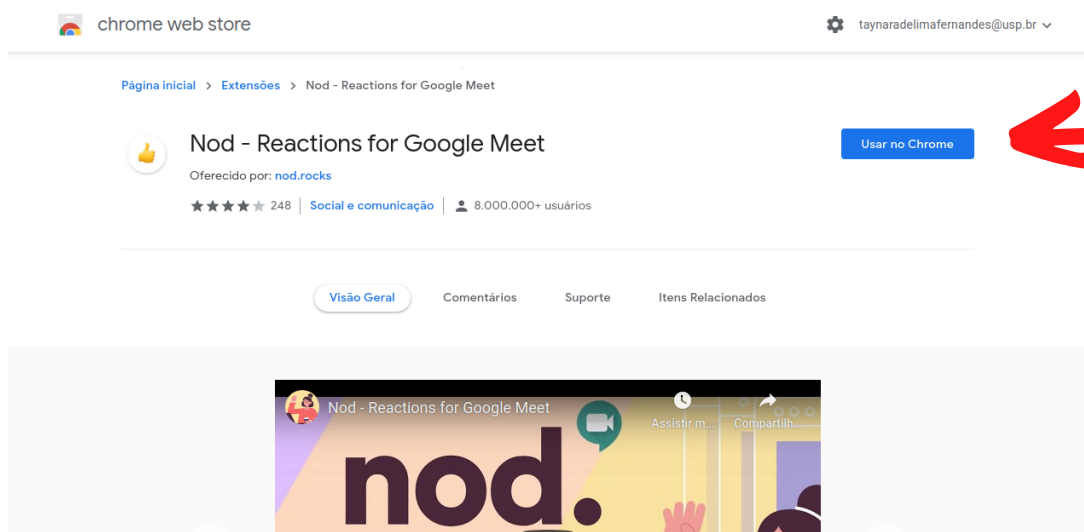 chrome web store
taynaradelimafernandes@usp.br
Página inicial > Extensões > Nod - Reactions for Google Meet
Nod - Reactions for Google Meet
Usar no Chrome
Oferecido por: nod.rocks
248 | Social e comunicação | 8.000.000+ usuários
Visão Geral Comentários Suporte Itens Relacionados
Nod - Reactions for Google Meet
Assistir m... Compartilh...
nod.